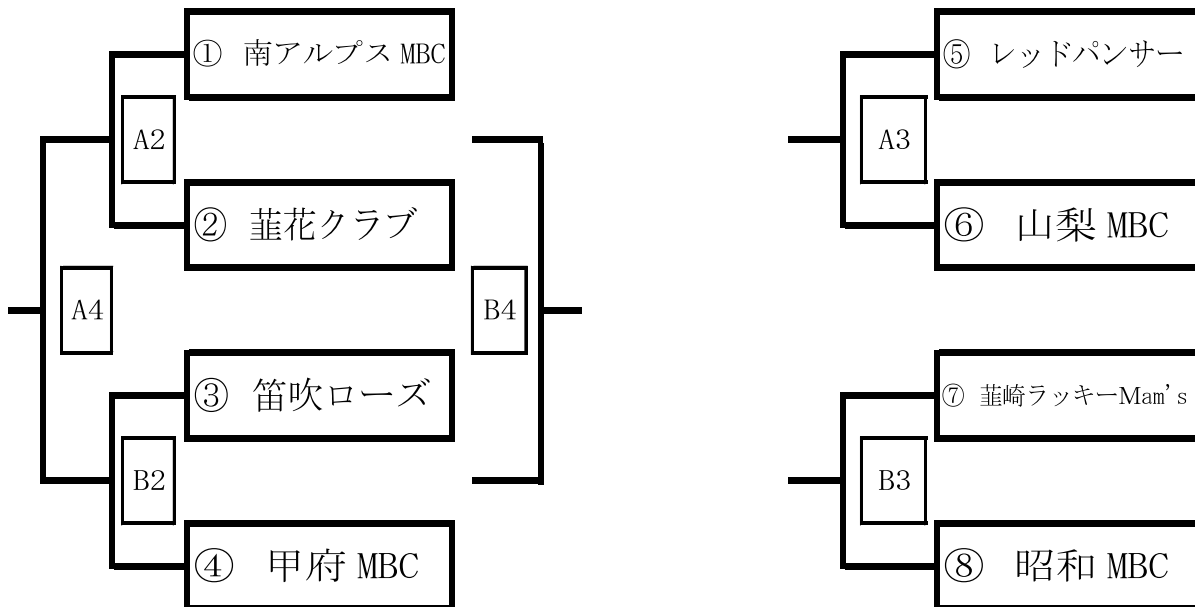 ① 南アルプス MBC
A2
② 韮花クラブ
A4
B4
③ 笛吹ローズ
B2
④ 甲府 MBC
⑤ レッドパンサー
A3
⑥ 山梨 MBC
⑦ 韮崎ラッキーMam's
B3
⑧ 昭和 MBC